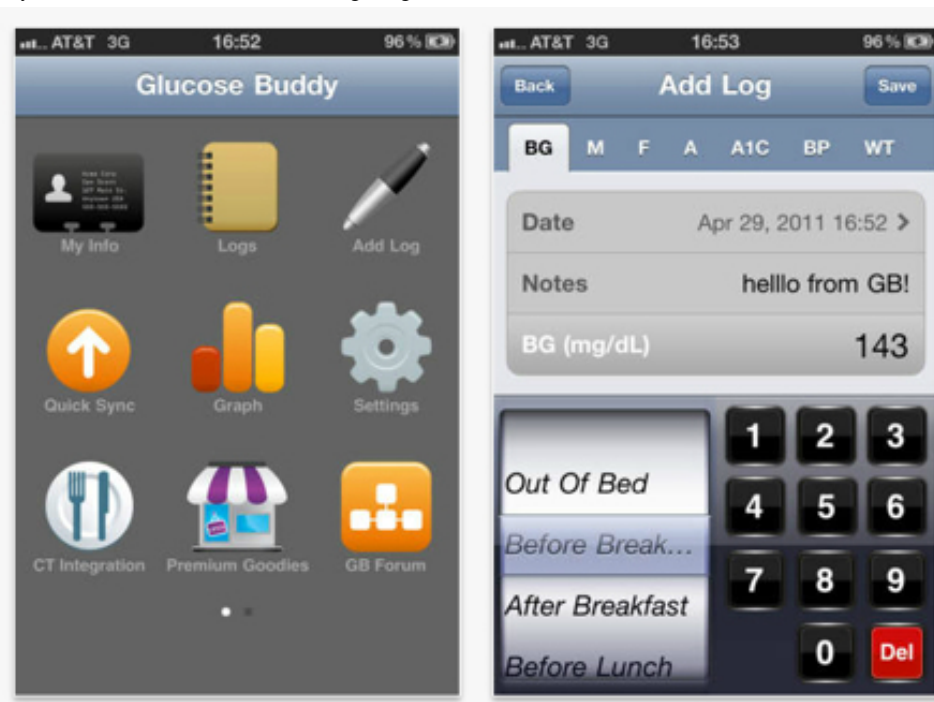 AT&T 3G 16:52 96%
Glucose Buddy
My Info Logs Add Log
Quick Sync Graph Settings
CT Integration Premium Goodies GB Forum
AT&T 3G 16:53 96%
Back Add Log Save
BG M F A A1C BP WT
Date Apr 29, 2011 16:52 >
Notes helllo from GB!
BG (mg/dL) 143
Out Of Bed
Before Break...
After Breakfast
Before Lunch
1 2 3
4 5 6
7 8 9
0 Del